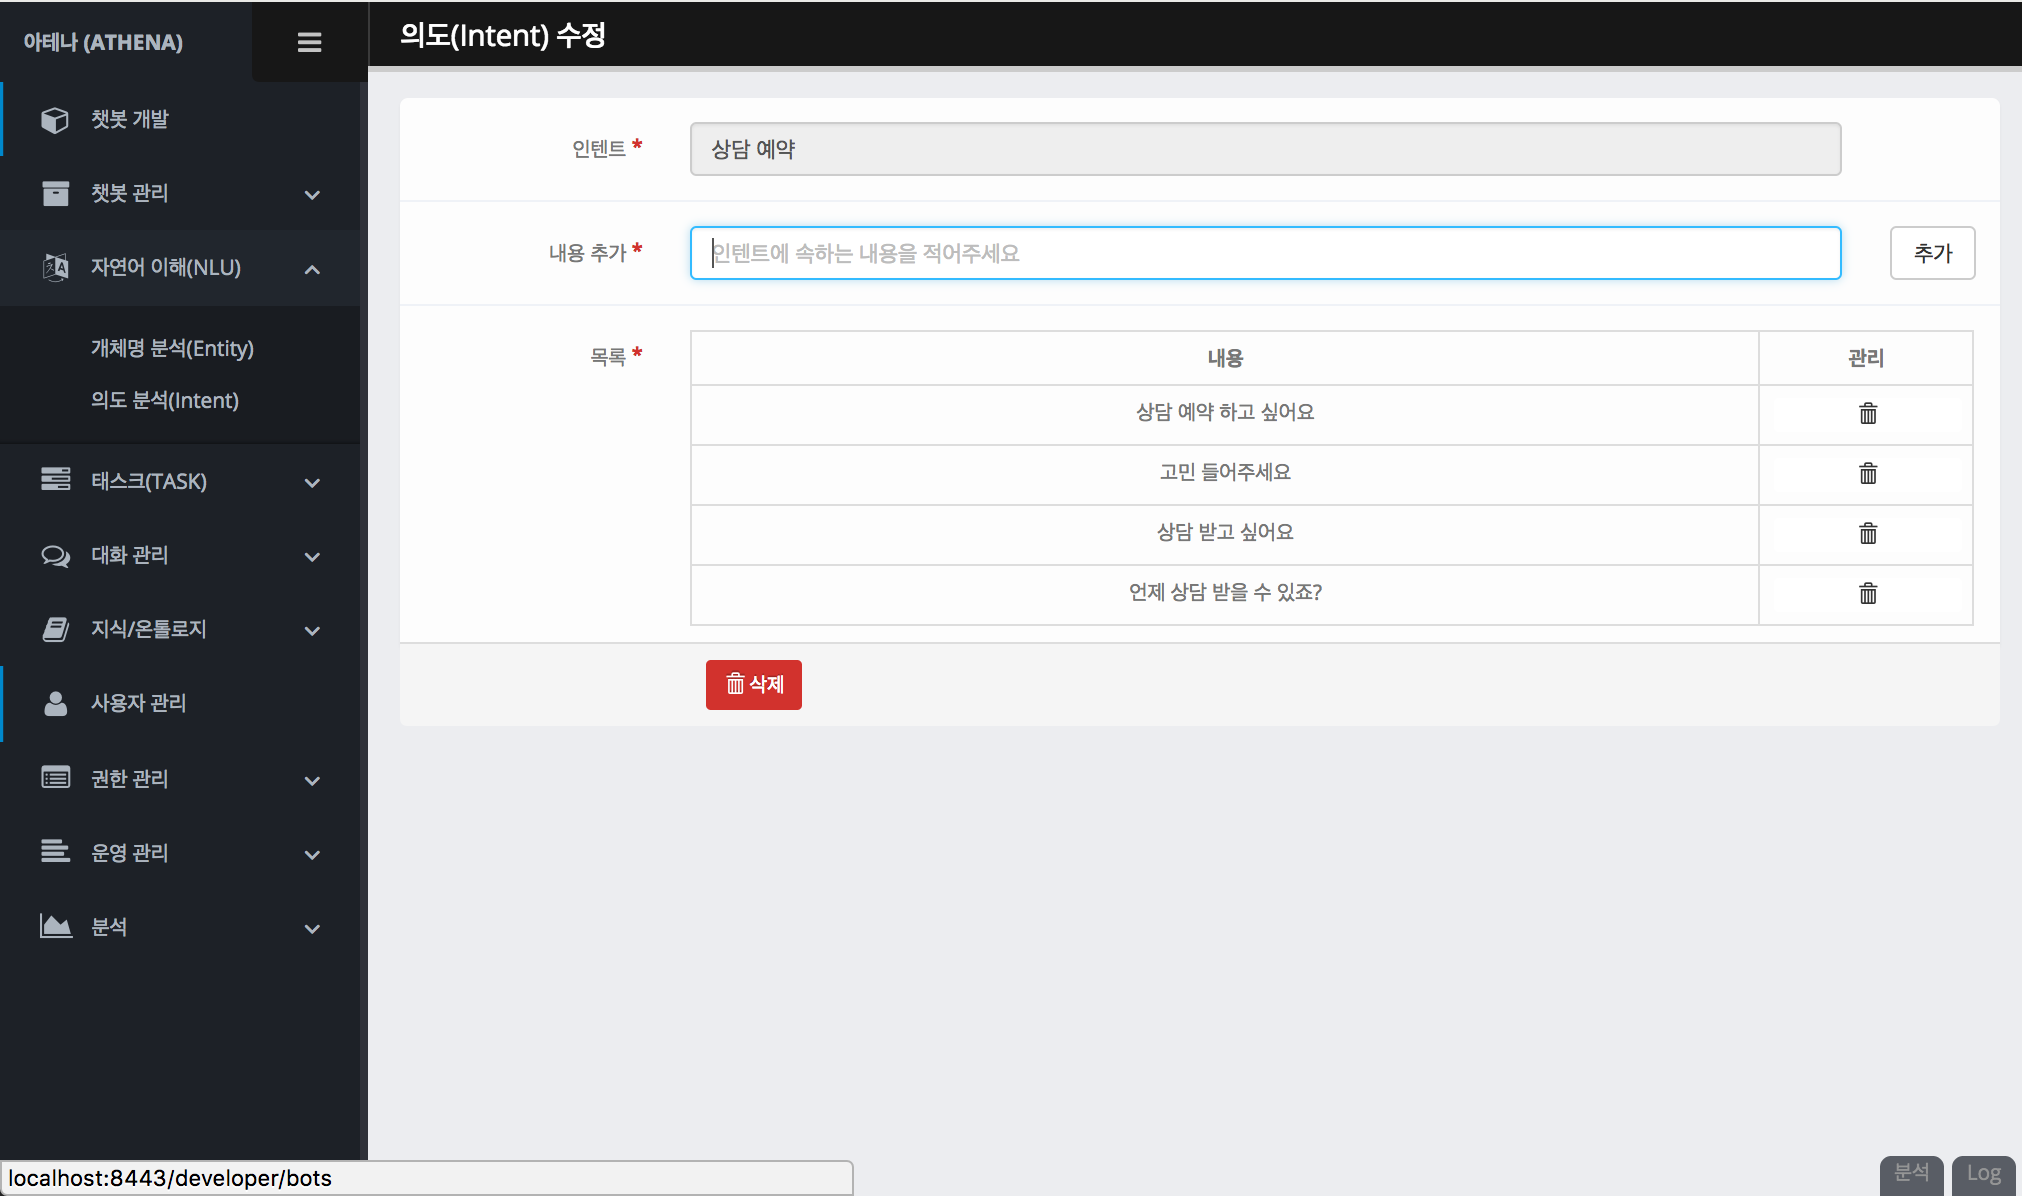 아테나 (ATHENA)
의도(Intent) 수정
챗봇 개발
챗봇 관리
자연어 이해(NLU)
개체명 분석(Entity)
의도 분석(Intent)
태스크(TASK)
대화 관리
지식/온톨로지
사용자 관리
권한 관리
운영 관리
분석
인텐트 *
상담 예약
내용 추가 *
인텐트에 속하는 내용을 적어주세요
추가
목록 *
내용 관리
상담 예약 하고 싶어요
고민 들어주세요
상담 받고 싶어요
언제 상담 받을 수 있죠?
삭제
localhost:8443/developer/bots
분석 Log